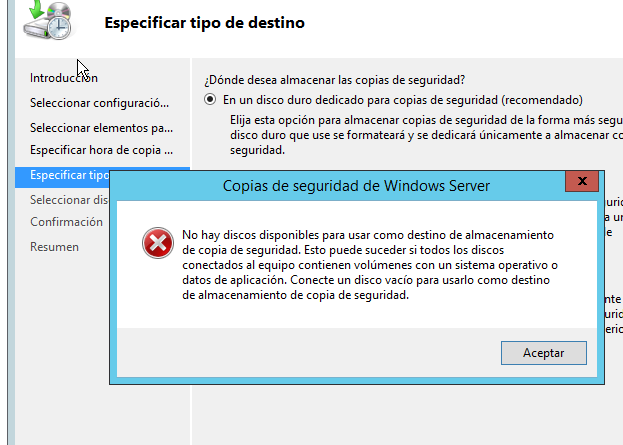 Especificar tipo de destino
Introducción
Seleccionar configuració...
Seleccionar elementos pa...
Especificar hora de copia ...
Especificar tipo
Seleccionar dis
Confirmación
Resumen
¿Dónde desea almacenar las copias de seguridad?
En un disco duro dedicado para copias de seguridad (recomendado)
Elija esta opción para almacenar copias de seguridad de la forma más segu
disco duro que use se formateará y se dedicará únicamente a almacenar co
seguridad.
Copias de seguridad de Windows Server
No hay discos disponibles para usar como destino de almacenamiento
de copia de seguridad. Esto puede suceder si todos los discos
conectados al equipo contienen volúmenes con un sistema operativo o
datos de aplicación. Conecte un disco vacío para usarlo como destino
de almacenamiento de copia de seguridad.
Aceptar